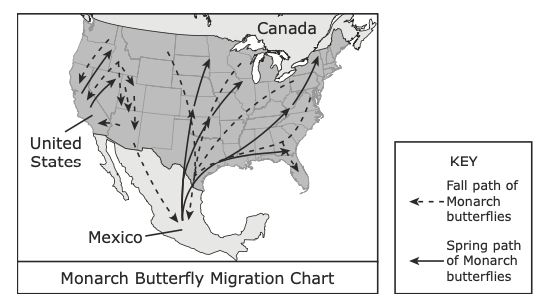 Canada
United
States
Mexico
Monarch Butterfly Migration Chart
KEY
Fall path of
Monarch
butterflies
Spring path
of Monarch
butterflies